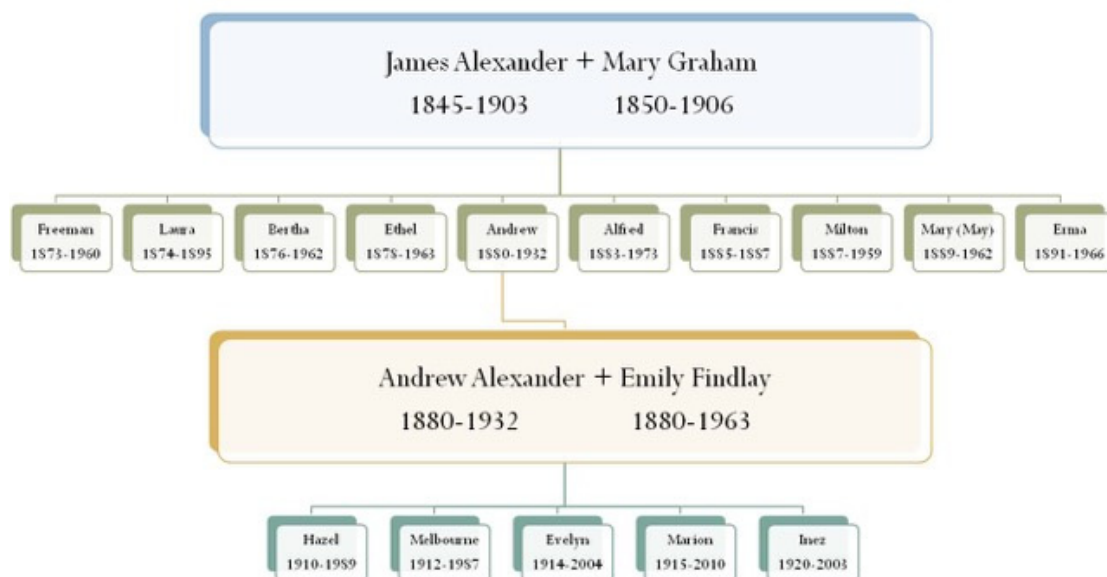 James Alexander + Mary Graham
1845-1903 1850-1906
Freeman
1873-1960
Laura
1874-1895
Bertha
1876-1962
Ethel
1878-1963
Andrew
1880-1932
Alfred
1883-1973
Francis
1885-1887
Milton
1887-1959
Mary (May)
1889-1962
Erma
1891-1966
Andrew Alexander + Emily Findlay
1880-1932 1880-1963
Hazel
1910-1989
Melbourne
1912-1987
Evelyn
1914-2004
Marion
1915-2010
Inez
1920-2003